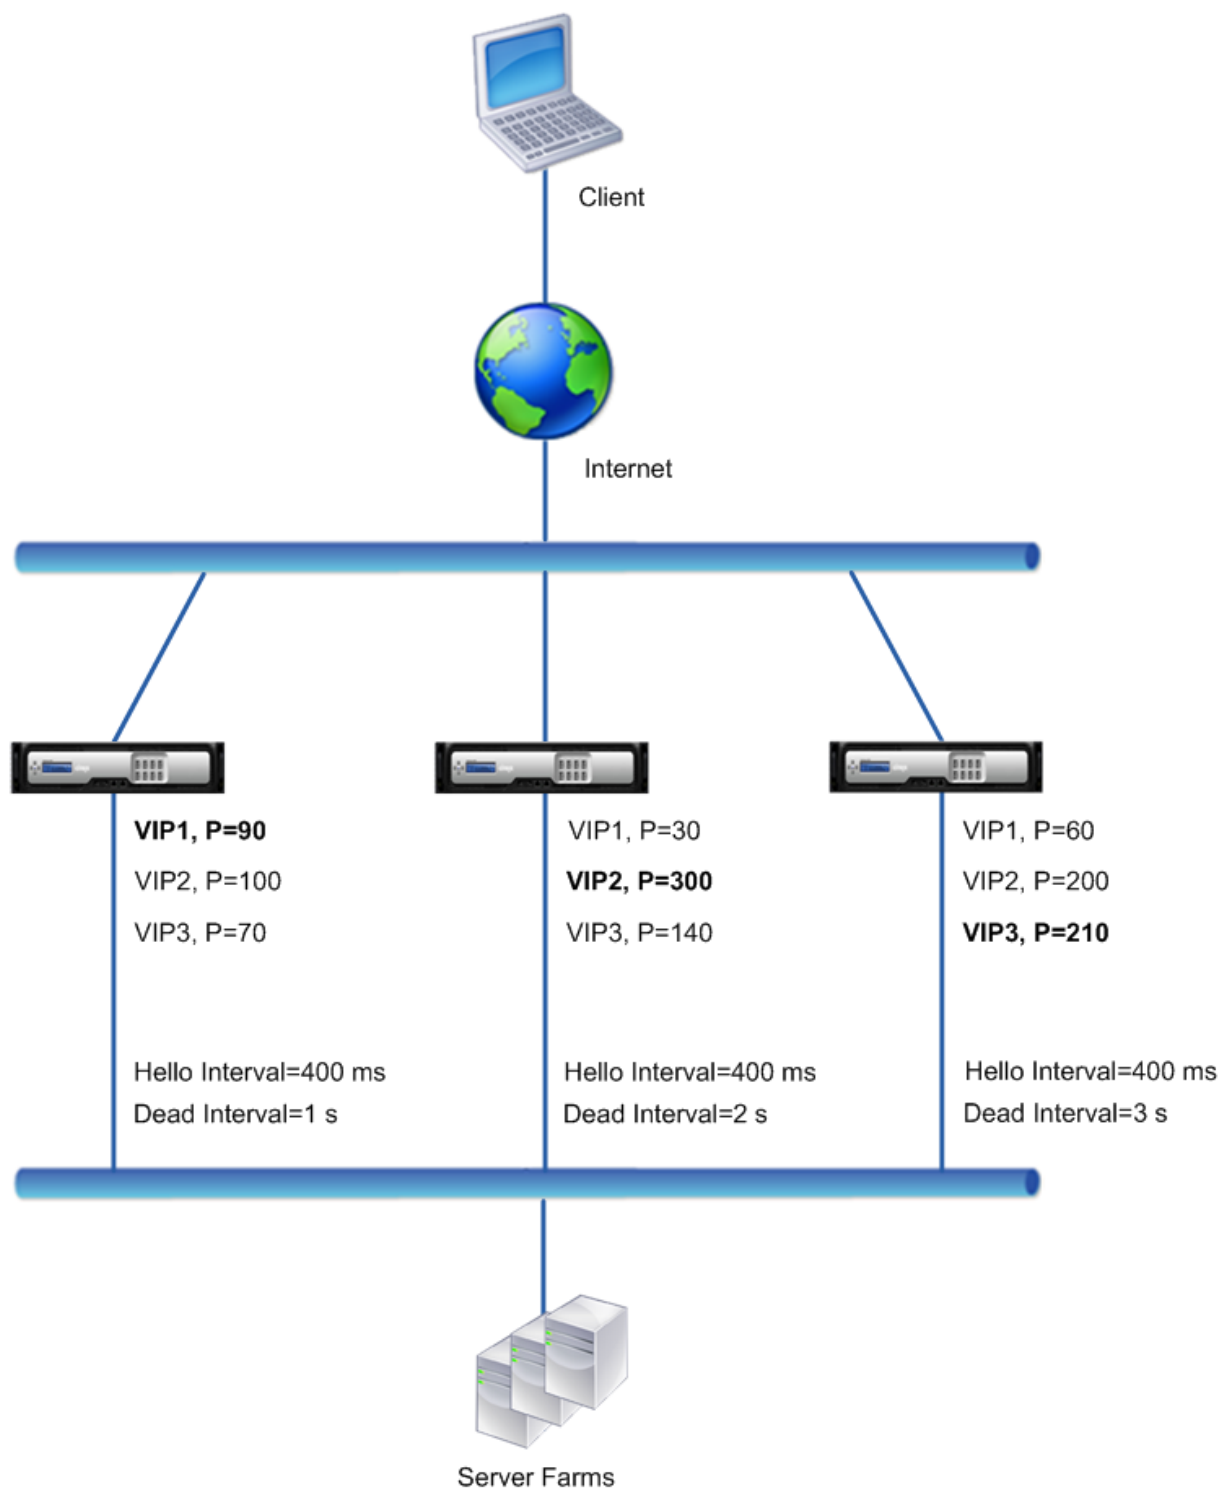 Client
Internet
VIP1, P=90
VIP2, P=100
VIP3, P=70
Hello Interval=400 ms
Dead Interval=1 s
VIP1, P=30
VIP2, P=300
VIP3, P=140
Hello Interval=400 ms
Dead Interval=2 s
VIP1, P=60
VIP2, P=200
VIP3, P=210
Hello Interval=400 ms
Dead Interval=3 s
Server Farms